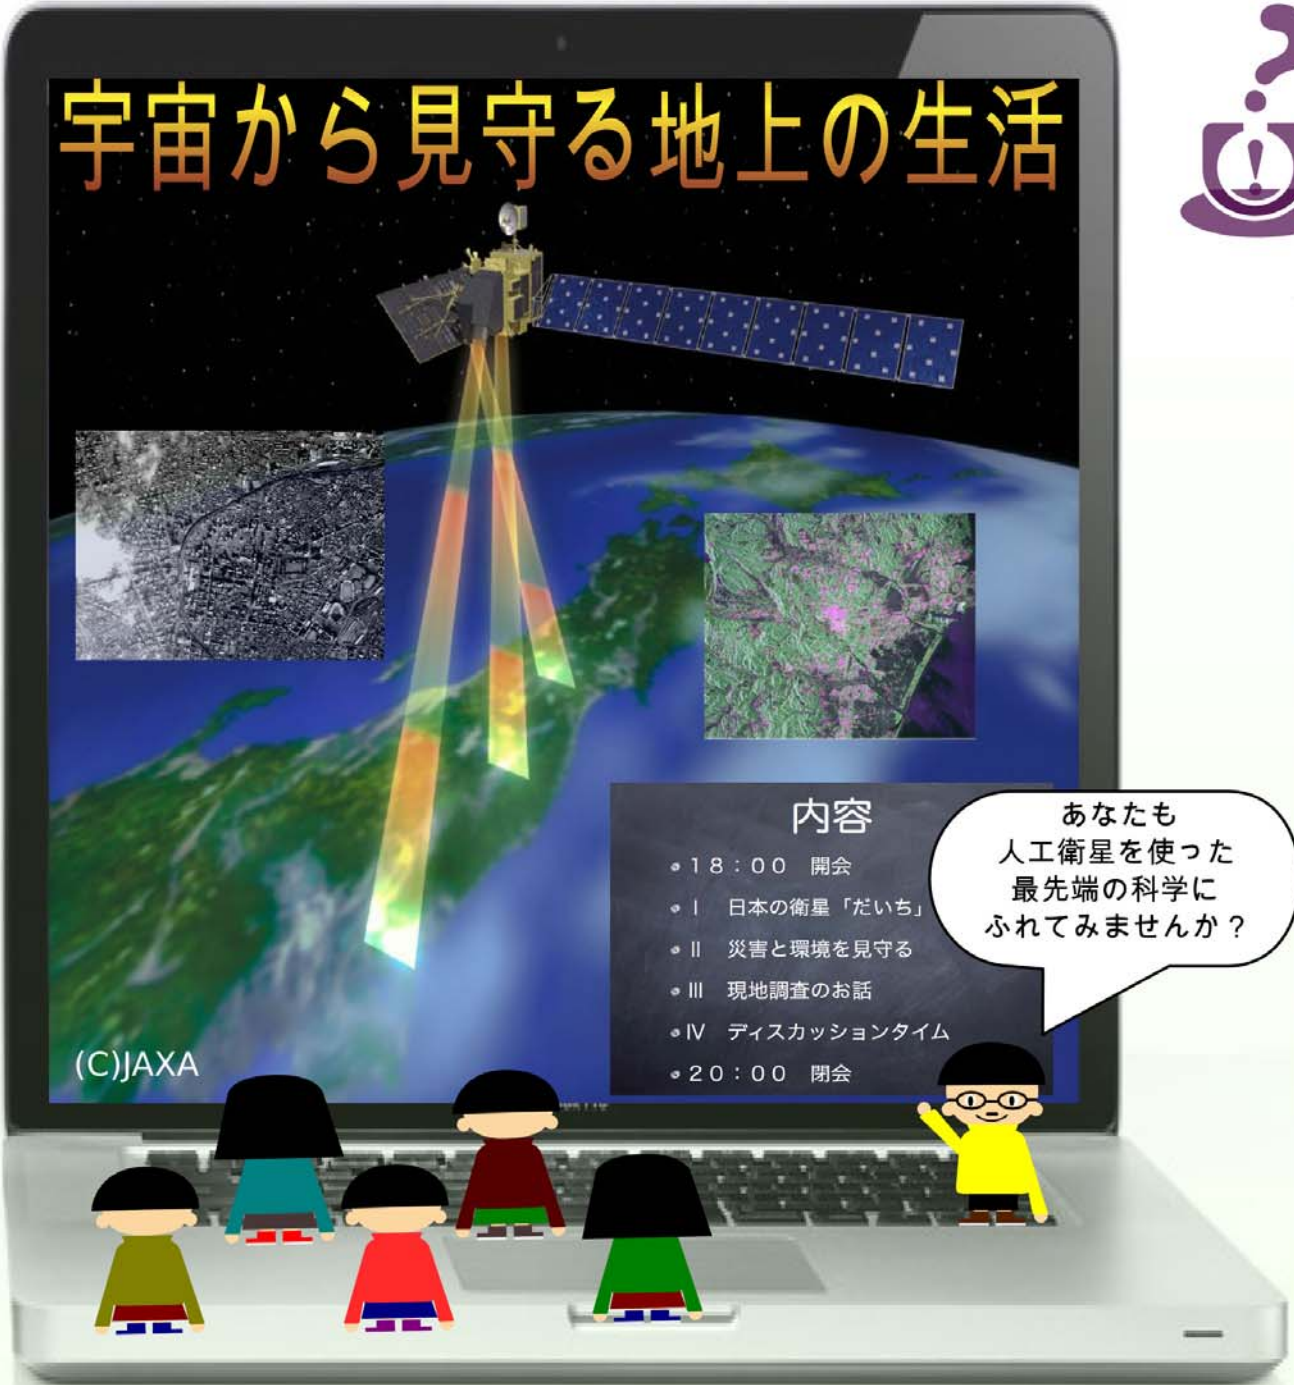 宇宙から見守る地上の生活
内容
18：00　開会
Ⅰ　日本の衛星「だいち」
Ⅱ　災害と環境を見守る
Ⅲ　現地調査のお話
Ⅳ　ディスカッションタイム
20：00　閉会
あなたも
人工衛星を使った
最先端の科学に
ふれてみませんか？
(C)JAXA